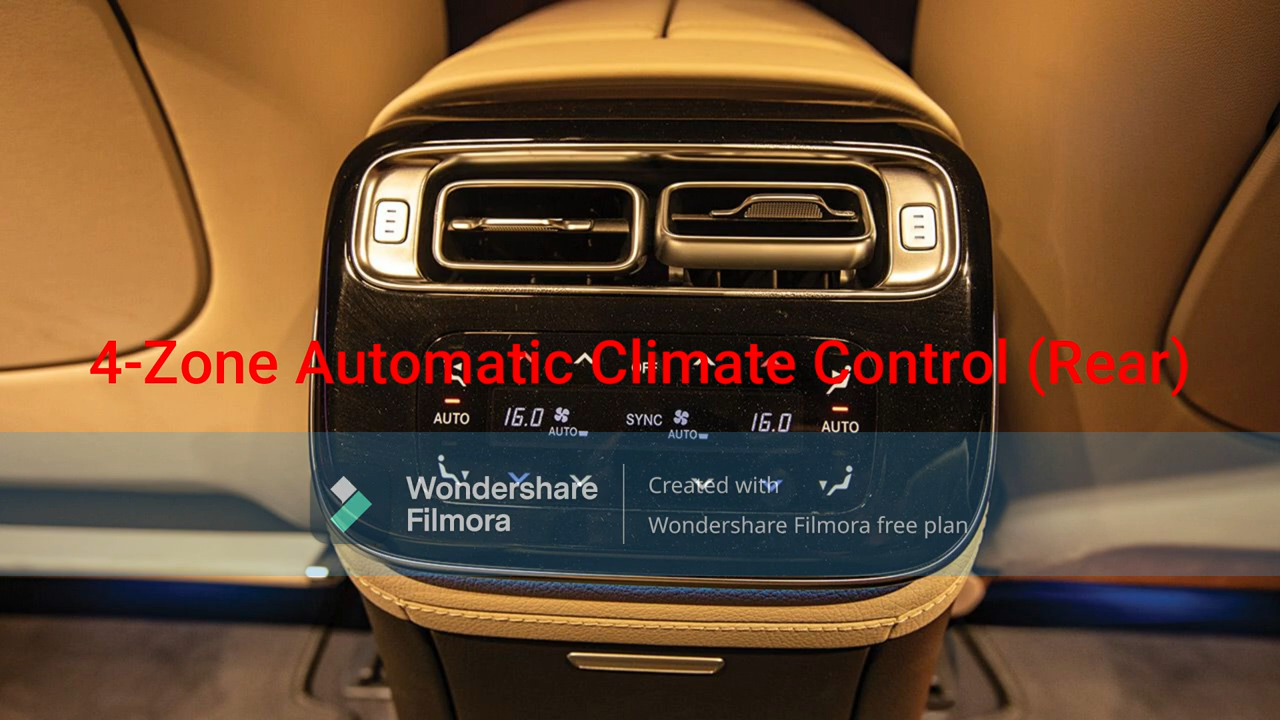 4-Zone Automatic Climate Control (Rear)
OFF
AUTO 16.0 SYNC 16.0 AUTO
AUTO AUTO
Wondershare
Filmora
Created with
Wondershare Filmora free plan